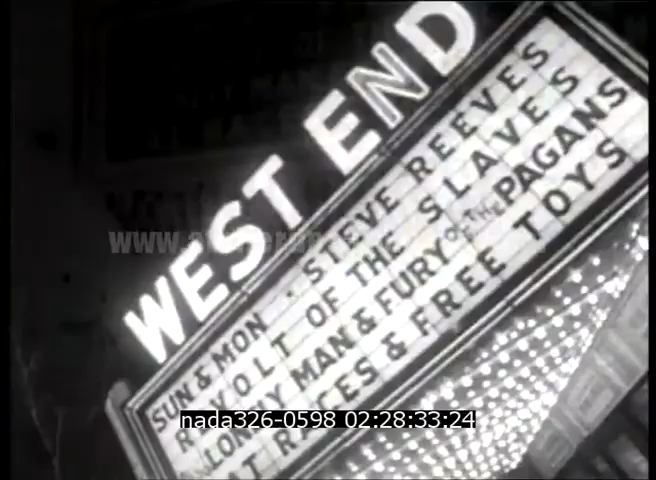 WEST END
SUN & MON. STEVE REEVES
REVOLT OF THE SLAVES
LONELY MAN & FURY OF THE PAGANS
RACES & FREE TOYS
nada326-0598 02:28:33:24